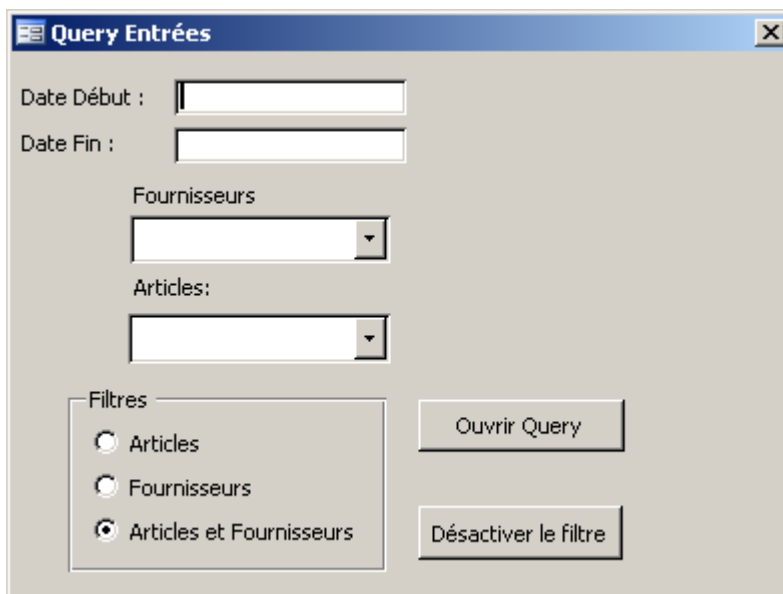 Query Entrées
Date Début :
Date Fin :
Fournisseurs
Articles:
Filtres
Articles
Fournisseurs
Articles et Fournisseurs
Ouvrir Query
Désactiver le filtre